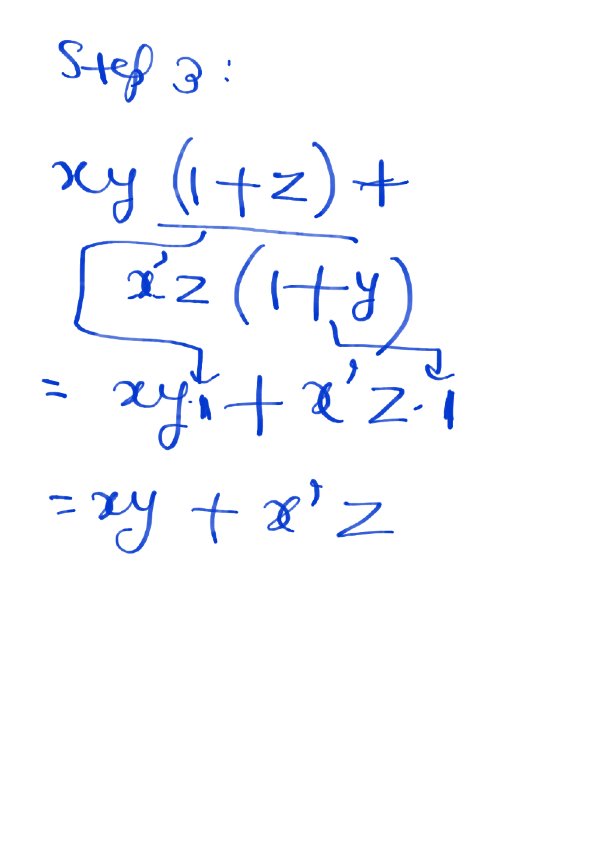 Step 3:
xy (1+z) +
x'z (1+y)
= xy.1 + x'z.1
= xy + x'z